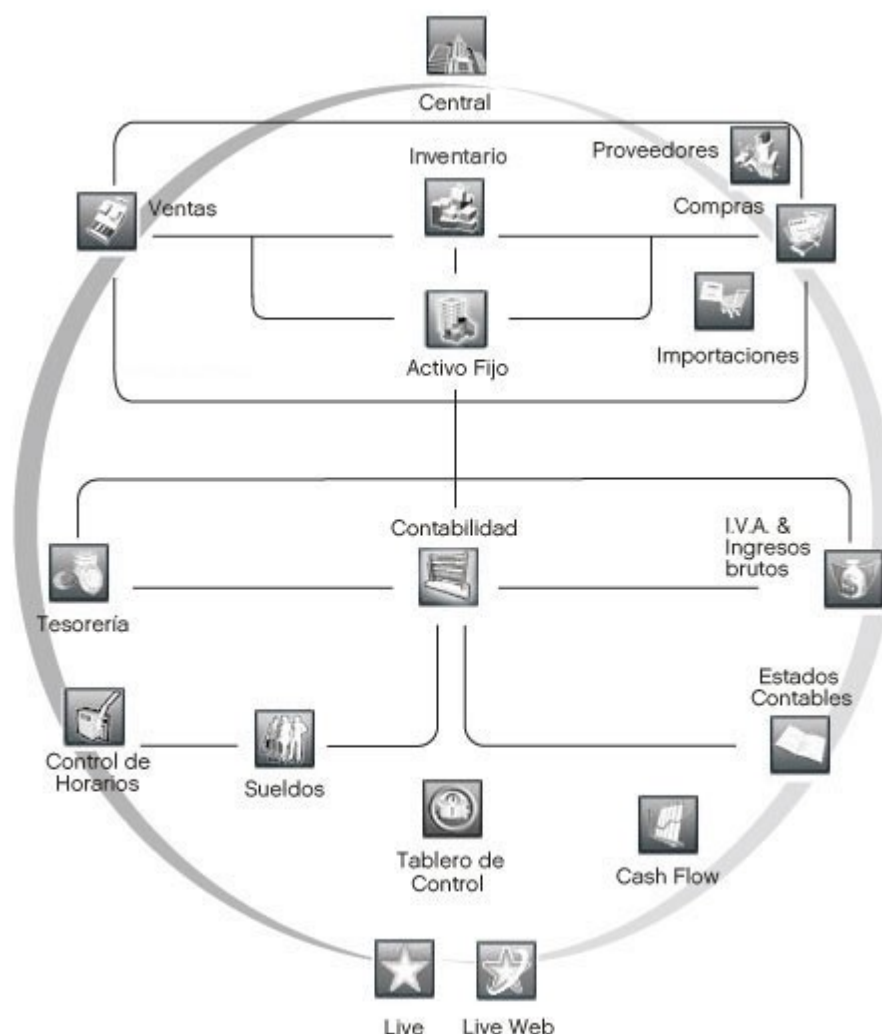 Central
Inventario
Proveedores
Ventas
Compras
Activo Fijo
Importaciones
Contabilidad
I.V.A. &
Ingresos
brutos
Tesorería
Estados
Contables
Control de
Horarios
Sueldos
Tablero de
Control
Cash Flow
Live
Live Web